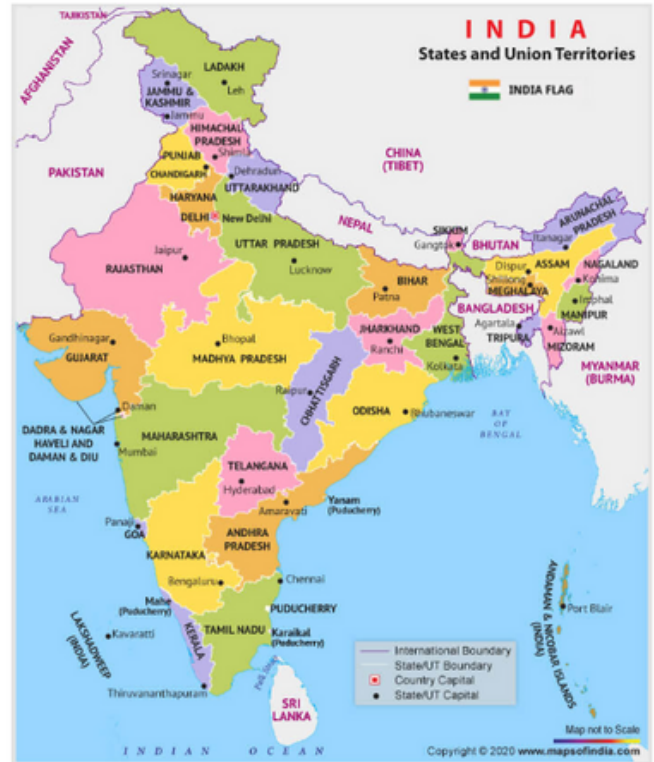 INDIA
States and Union Territories
INDIA FLAG
TAJIKISTAN
AFGHANISTAN
PAKISTAN
CHINA
(TIBET)
NEPAL
BHUTAN
BANGLADESH
MYANMAR
(BURMA)
SRI
LANKA
LADAKH
Leh
Srinagar
JAMMU &
KASHMIR
Jammu
HIMACHAL
PRADESH
Shimla
PUNJAB
CHANDIGARH
Dehradun
UTTARAKHAND
HARYANA
DELHI
New Delhi
UTTAR PRADESH
Lucknow
Jaipur
RAJASTHAN
BIHAR
Patna
SIKKIM
Gangtok
ARUNACHAL
PRADESH
Itanagar
Dispur
ASSAM
NAGALAND
Kohima
Shillong
MEGHALAYA
Imphal
MANIPUR
Agartala
TRIPURA
Aizawl
MIZORAM
Gandhinagar
GUJARAT
Bhopal
MADHYA PRADESH
JHARKHAND
Ranchi
WEST
BENGAL
Kolkata
Raipur
CHHATTISGARH
ODISHA
Bhubaneswar
BAY
OF
BENGAL
Daman
DADRA & NAGAR
HAVELI AND
DAMAN & DIU
MAHARASHTRA
Mumbai
TELANGANA
Hyderabad
ARABIAN
SEA
Amaravati
Yanam
(Puducherry)
Panaji
GOA
KARNATAKA
ANDHRA
PRADESH
Bengaluru
Chennai
Mahe
(Puducherry)
PUDUCHERRY
KERALA
TAMIL NADU
Karaikal
(Puducherry)
LAKSHADWEEP
(INDIA)
Kavaratti
Thiruvananthapuram
Palk Strait
ANDAMAN & NICOBAR ISLANDS
(INDIA)
Port Blair
International Boundary
State/UT Boundary
Country Capital
State/UT Capital
Map not to Scale
INDIAN OCEAN
Copyright © 2020 www.mapsofindia.com